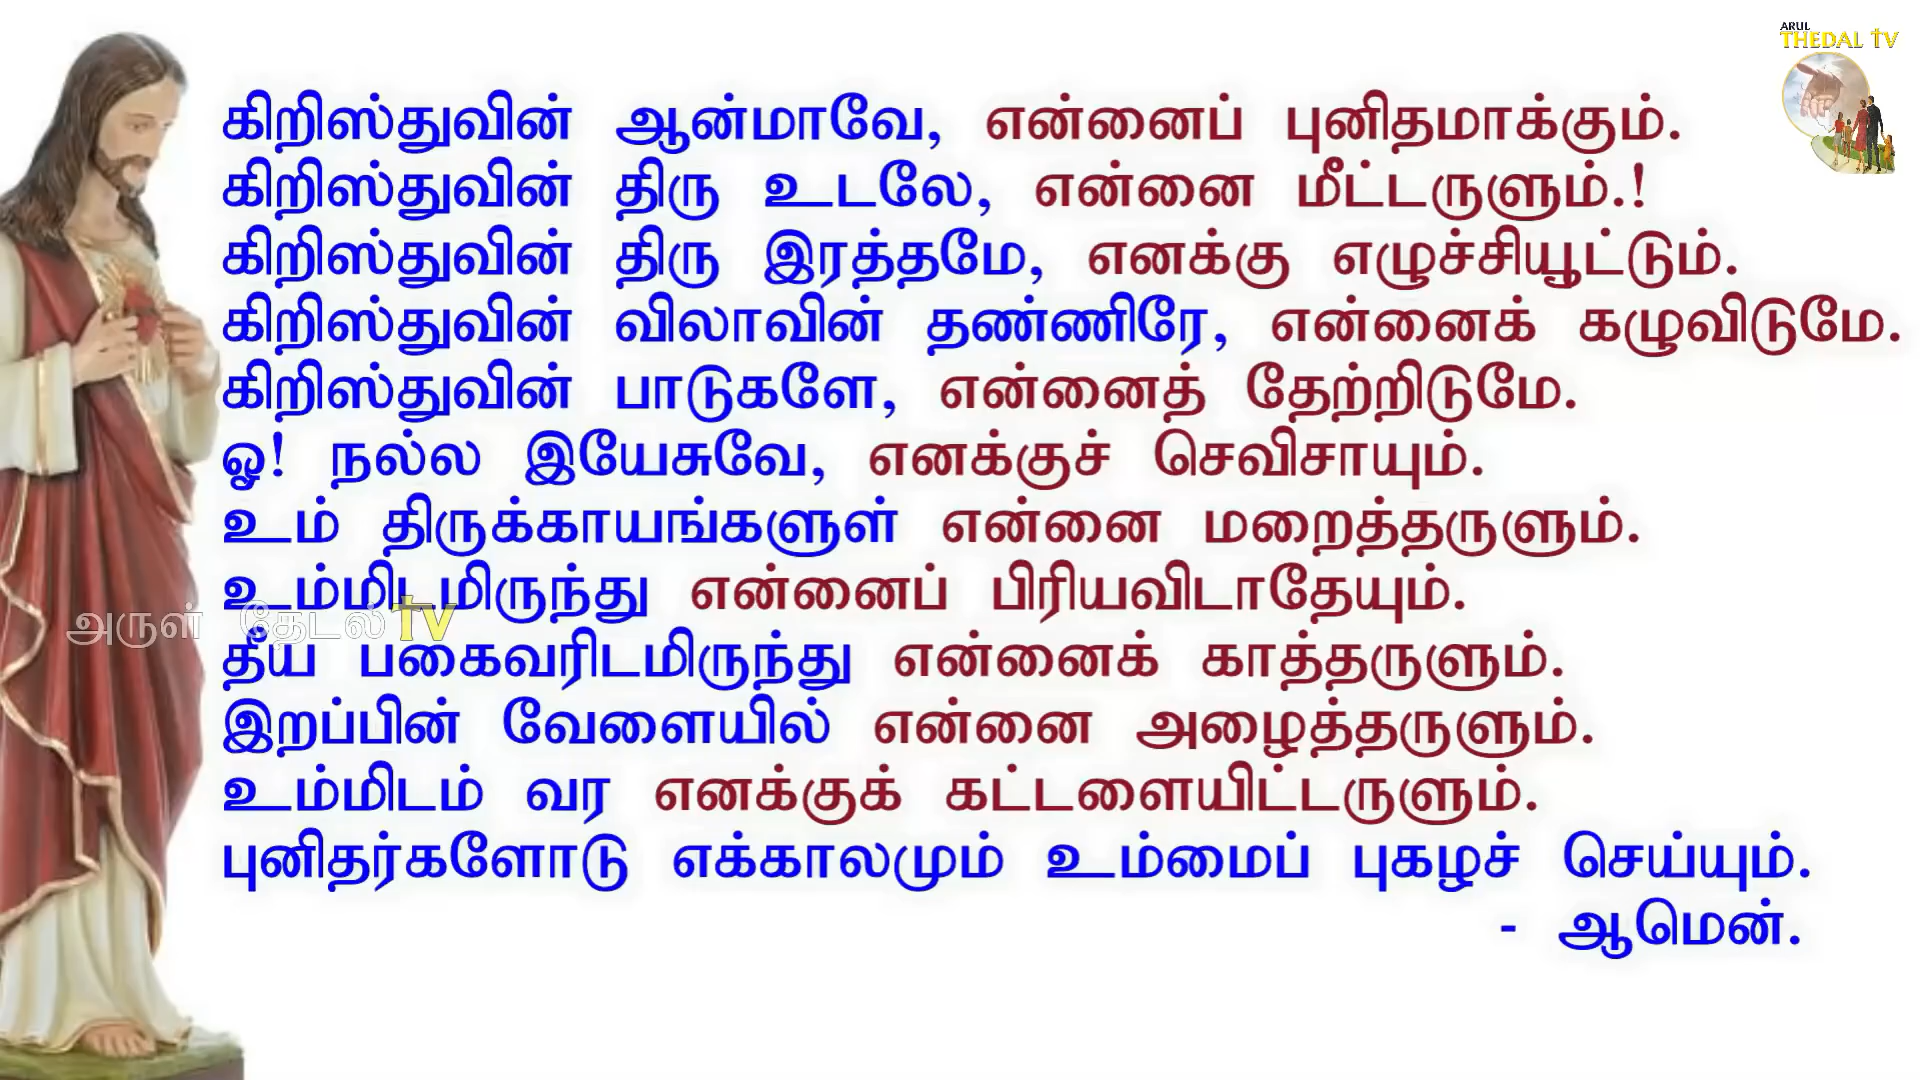 ARUL
THEDAL TV
கிறிஸ்துவின் ஆன்மாவே, என்னைப் புனிதமாக்கும்.
கிறிஸ்துவின் திரு உடலே, என்னை மீட்டருளும்.!
கிறிஸ்துவின் திரு இரத்தமே, எனக்கு எழுச்சியூட்டும்.
கிறிஸ்துவின் விலாவின் தண்ணிரே, என்னைக் கழுவிடுமே.
கிறிஸ்துவின் பாடுகளே, என்னைத் தேற்றிடுமே.
ஓ! நல்ல இயேசுவே, எனக்குச் செவிசாயும்.
உம் திருக்காயங்களுள் என்னை மறைத்தருளும்.
உம்மிடமிருந்து என்னைப் பிரியவிடாதேயும்.
அருள் தேடல் TV
தீய பகைவரிடமிருந்து என்னைக் காத்தருளும்.
இறப்பின் வேளையில் என்னை அழைத்தருளும்.
உம்மிடம் வர எனக்குக் கட்டளையிட்டருளும்.
புனிதர்களோடு எக்காலமும் உம்மைப் புகழச் செய்யும்.
- ஆமென்.